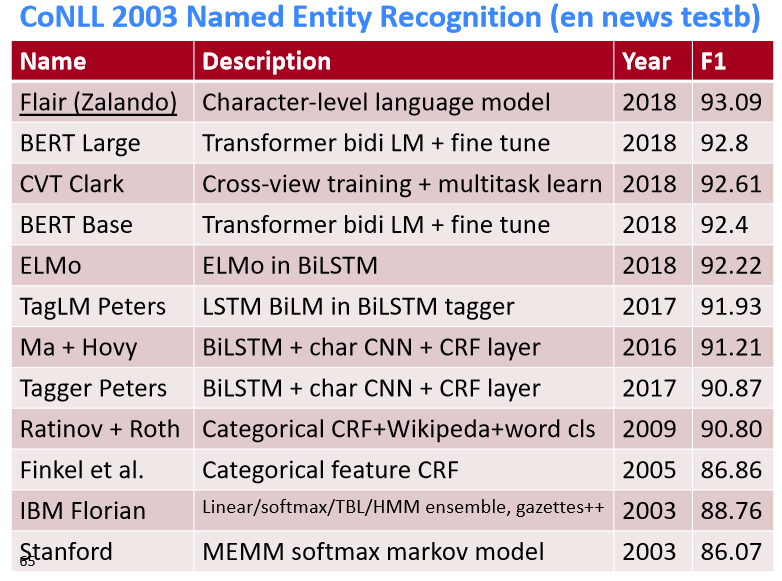 CoNLL 2003 Named Entity Recognition (en news testb)
Name Description Year F1
Flair (Zalando) Character-level language model 2018 93.09
BERT Large Transformer bidi LM + fine tune 2018 92.8
CVT Clark Cross-view training + multitask learn 2018 92.61
BERT Base Transformer bidi LM + fine tune 2018 92.4
ELMo ELMo in BiLSTM 2018 92.22
TagLM Peters LSTM BiLM in BiLSTM tagger 2017 91.93
Ma + Hovy BiLSTM + char CNN + CRF layer 2016 91.21
Tagger Peters BiLSTM + char CNN + CRF layer 2017 90.87
Ratinov + Roth Categorical CRF+Wikipeda+word cls 2009 90.80
Finkel et al. Categorical feature CRF 2005 86.86
IBM Florian Linear/softmax/TBL/HMM ensemble, gazettes++ 2003 88.76
Stanford MEMM softmax markov model 2003 86.07
65